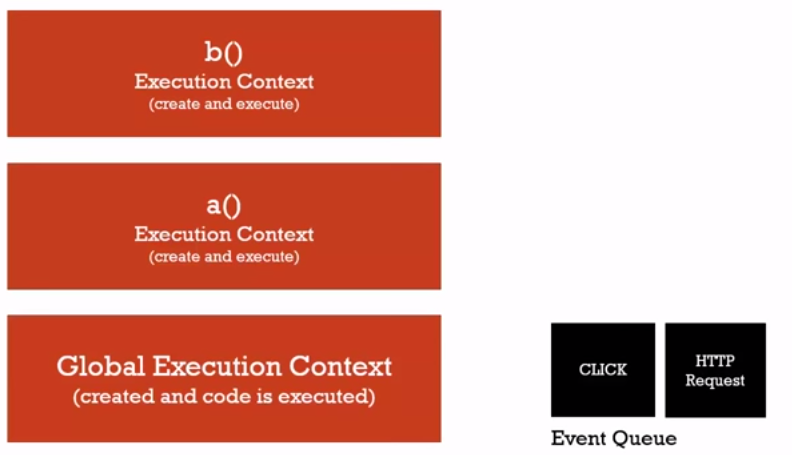 b()
Execution Context
(create and execute)
a()
Execution Context
(create and execute)
Global Execution Context
(created and code is executed)
CLICK
HTTP
Request
Event Queue